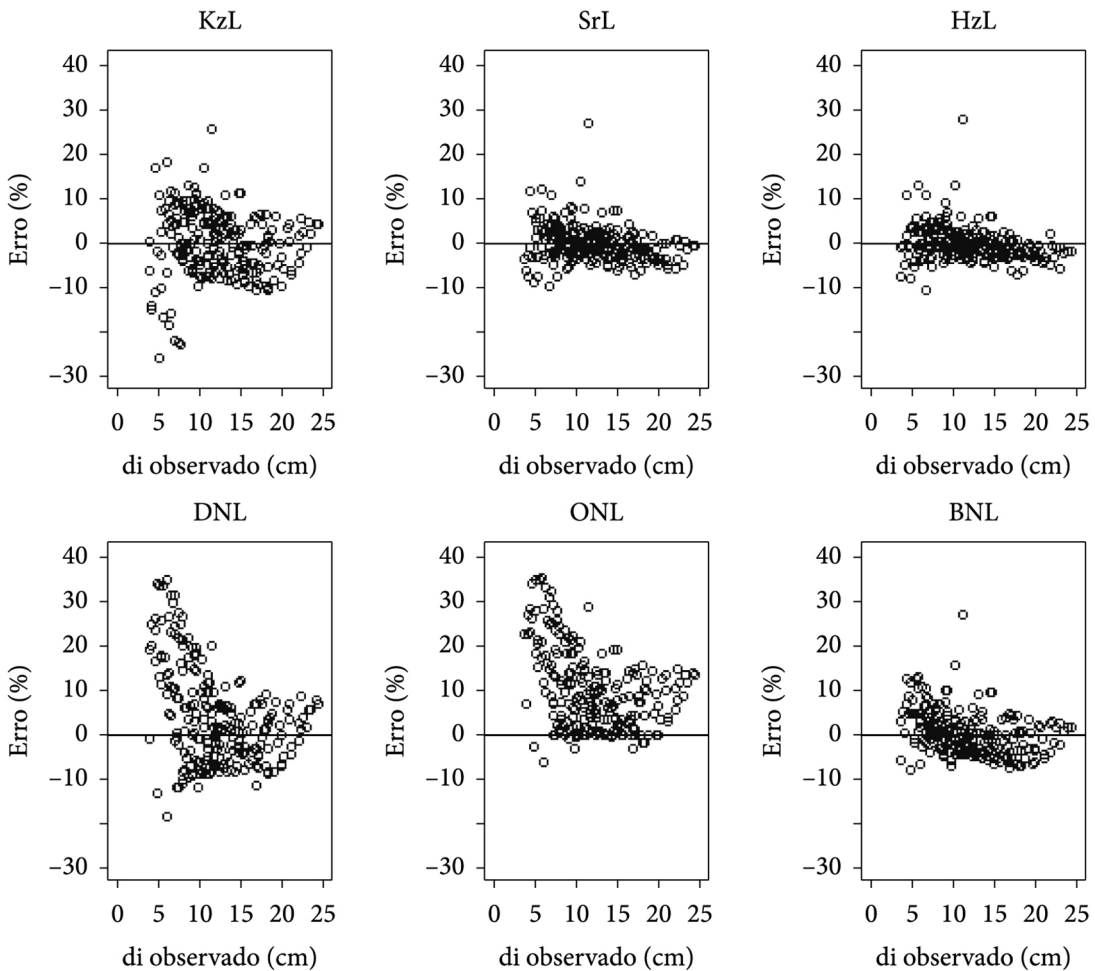 KzL SrL HzL
40 40 40
30 30 30
20 20 20
10 10 10
0 0 0
−10 −10 −10
−30 −30 −30
Erro (%) Erro (%) Erro (%)
0 5 10 15 20 25 0 5 10 15 20 25 0 5 10 15 20 25
di observado (cm) di observado (cm) di observado (cm)
DNL ONL BNL
40 40 40
30 30 30
20 20 20
10 10 10
0 0 0
−10 −10 −10
−30 −30 −30
Erro (%) Erro (%) Erro (%)
0 5 10 15 20 25 0 5 10 15 20 25 0 5 10 15 20 25
di observado (cm) di observado (cm) di observado (cm)